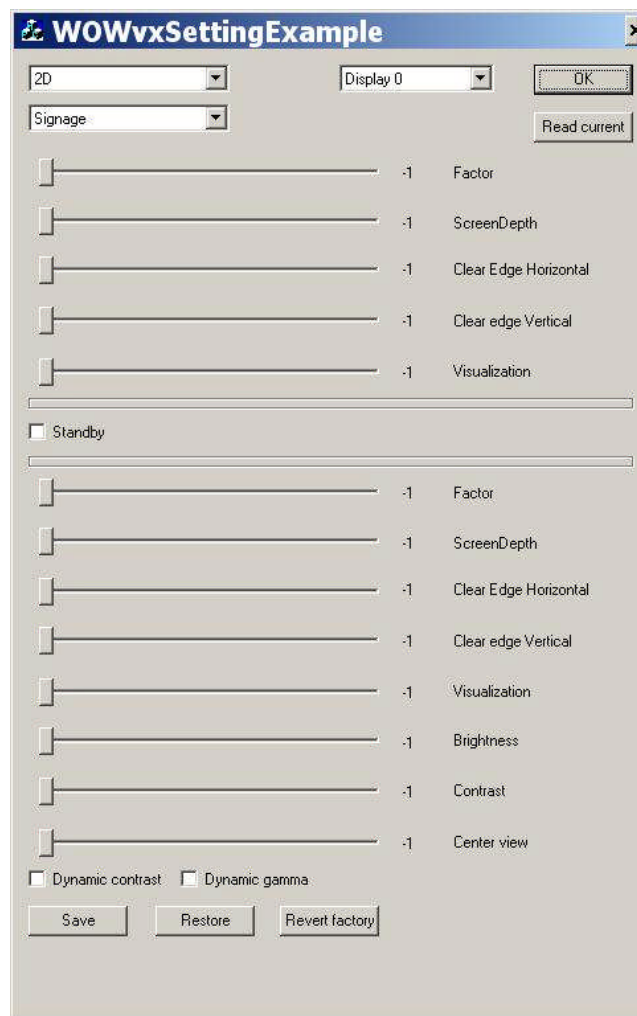 WOWvxSettingExample
2D Display 0 OK
Signage Read current
-1 Factor
-1 ScreenDepth
-1 Clear Edge Horizontal
-1 Clear edge Vertical
-1 Visualization
Standby
-1 Factor
-1 ScreenDepth
-1 Clear Edge Horizontal
-1 Clear edge Vertical
-1 Visualization
-1 Brightness
-1 Contrast
-1 Center view
Dynamic contrast Dynamic gamma
Save Restore Revert factory